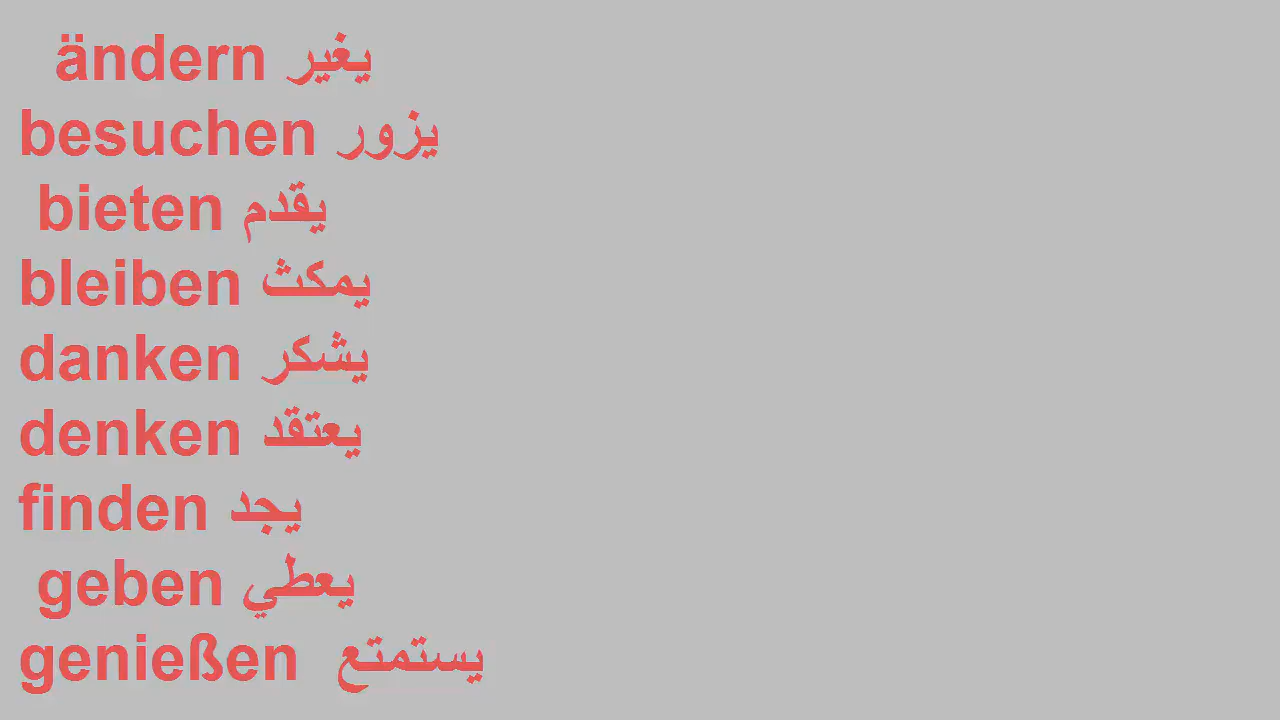 ändern يغير
besuchen يزور
bieten يقدم
bleiben يمكث
danken يشكر
denken يعتقد
finden يجد
geben يعطي
genießen يستمتع